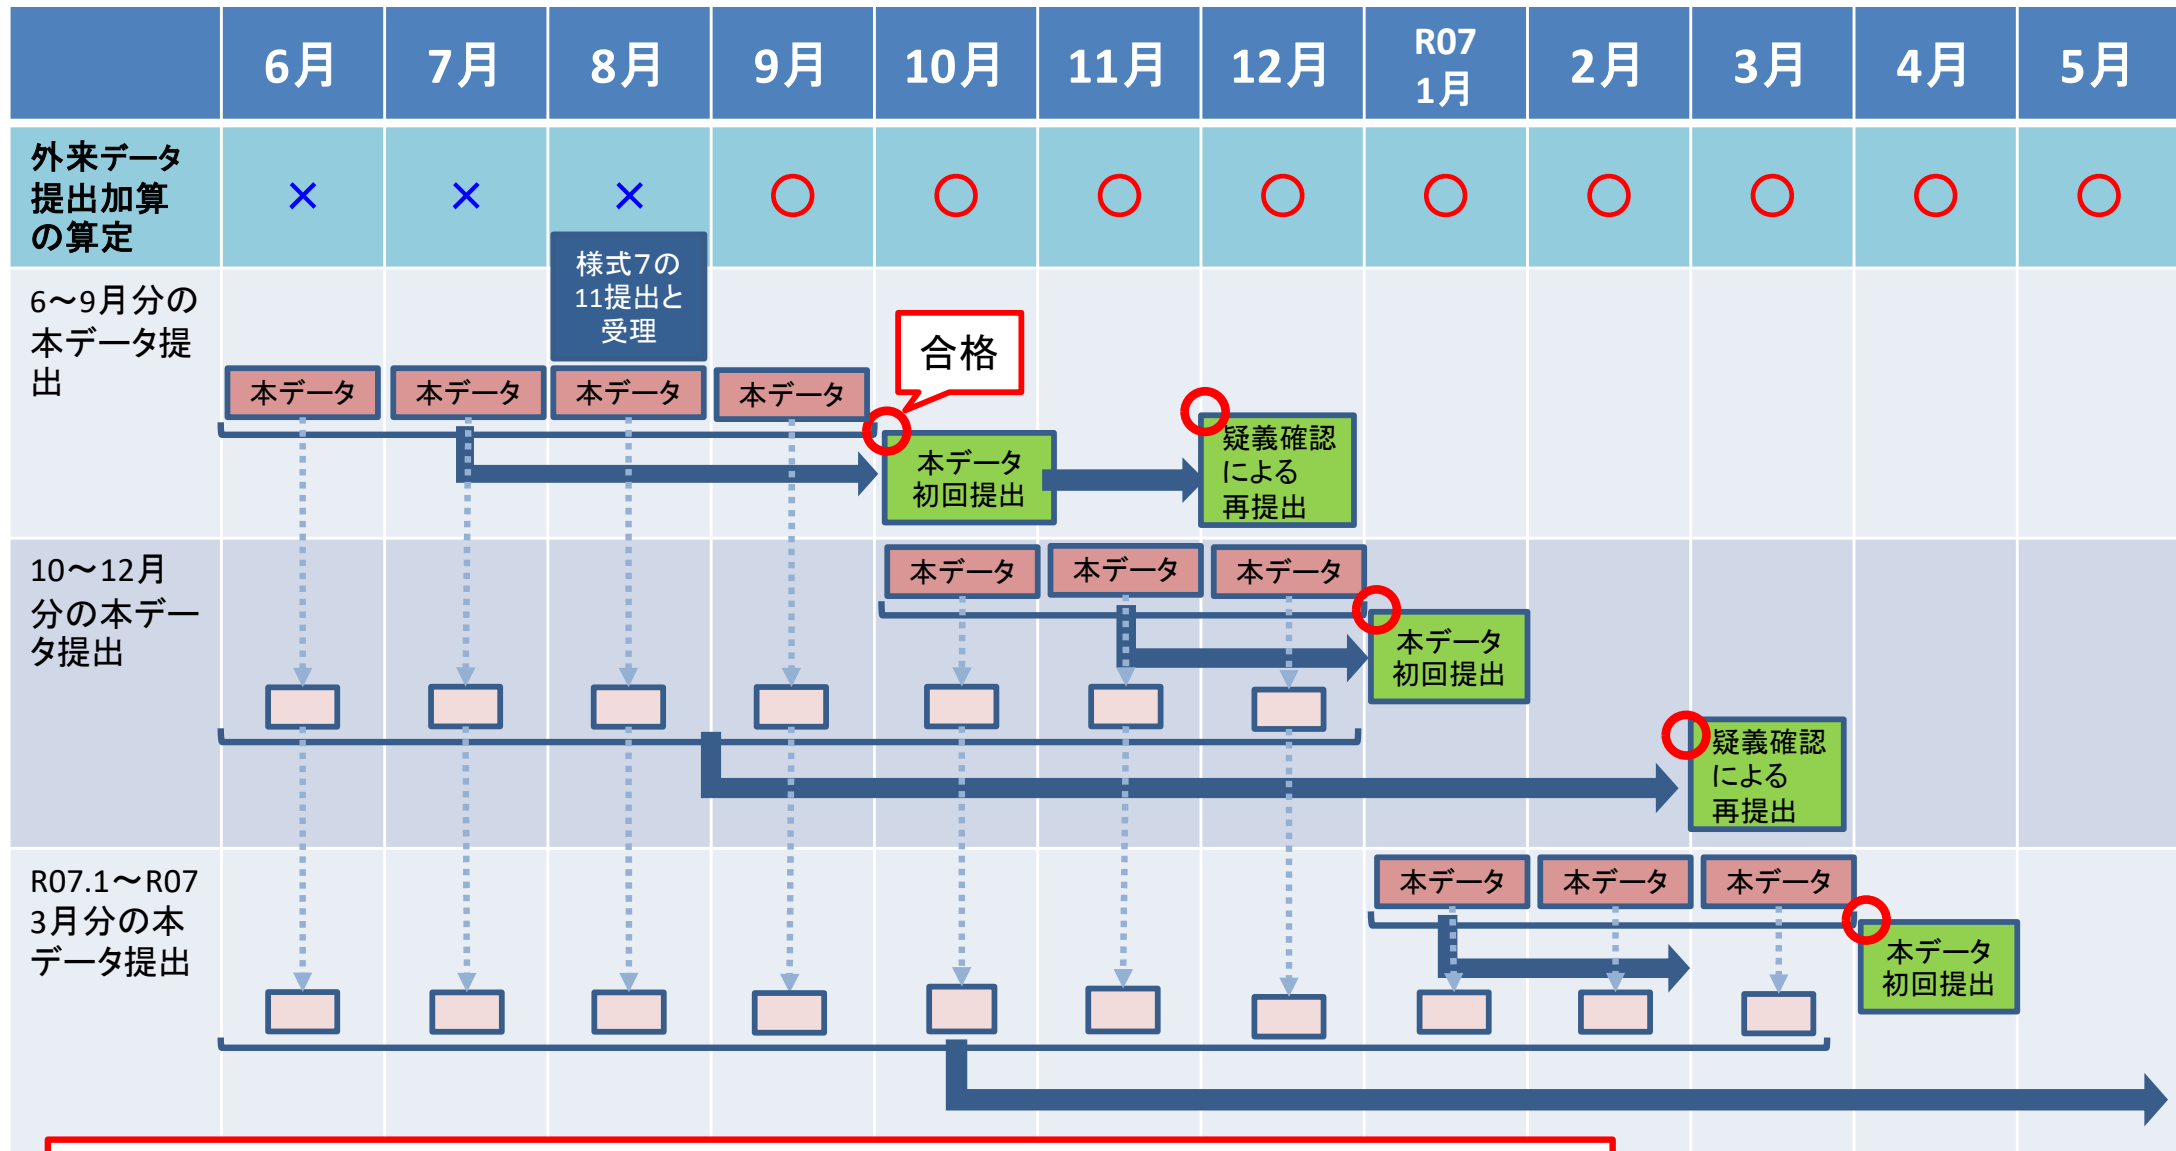 6月
7月
8月
9月
10月
11月
12月
R07
1月
2月
3月
4月
5月
外来データ
提出加算
の算定
×
×
×
○
○
○
○
○
○
○
○
○
様式7の
11提出と
受理
6～9月分の
本データ提
出
合格
本データ
本データ
本データ
本データ
本データ
初回提出
疑義確認
による
再提出
10～12月
分の本デー
タ提出
本データ
本データ
本データ
本データ
初回提出
疑義確認
による
再提出
R07.1～R07
3月分の本
データ提出
本データ
本データ
本データ
本データ
初回提出